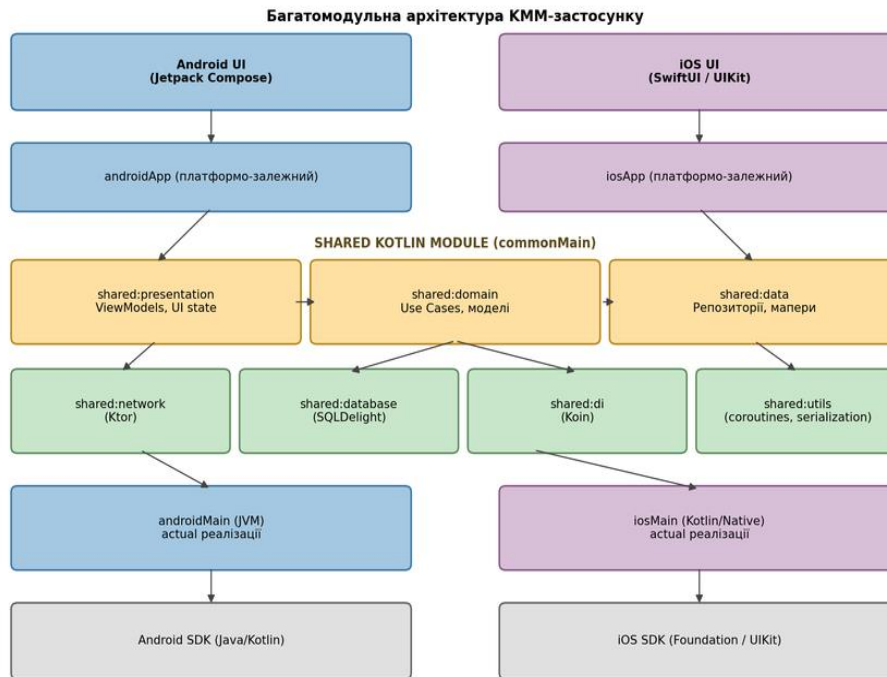 Багатомодульна архітектура KMM-застосунку
Android UI
(Jetpack Compose)
iOS UI
(SwiftUI / UIKit)
androidApp (платформо-залежний)
iosApp (платформо-залежний)
SHARED KOTLIN MODULE (commonMain)
shared:presentation
ViewModels, UI state
shared:domain
Use Cases, моделі
shared:data
Репозиторії, мапери
shared:network
(Ktor)
shared:database
(SQLDelight)
shared:di
(Koin)
shared:utils
(coroutines, serialization)
androidMain (JVM)
actual реалізації
iosMain (Kotlin/Native)
actual реалізації
Android SDK (Java/Kotlin)
iOS SDK (Foundation / UIKit)